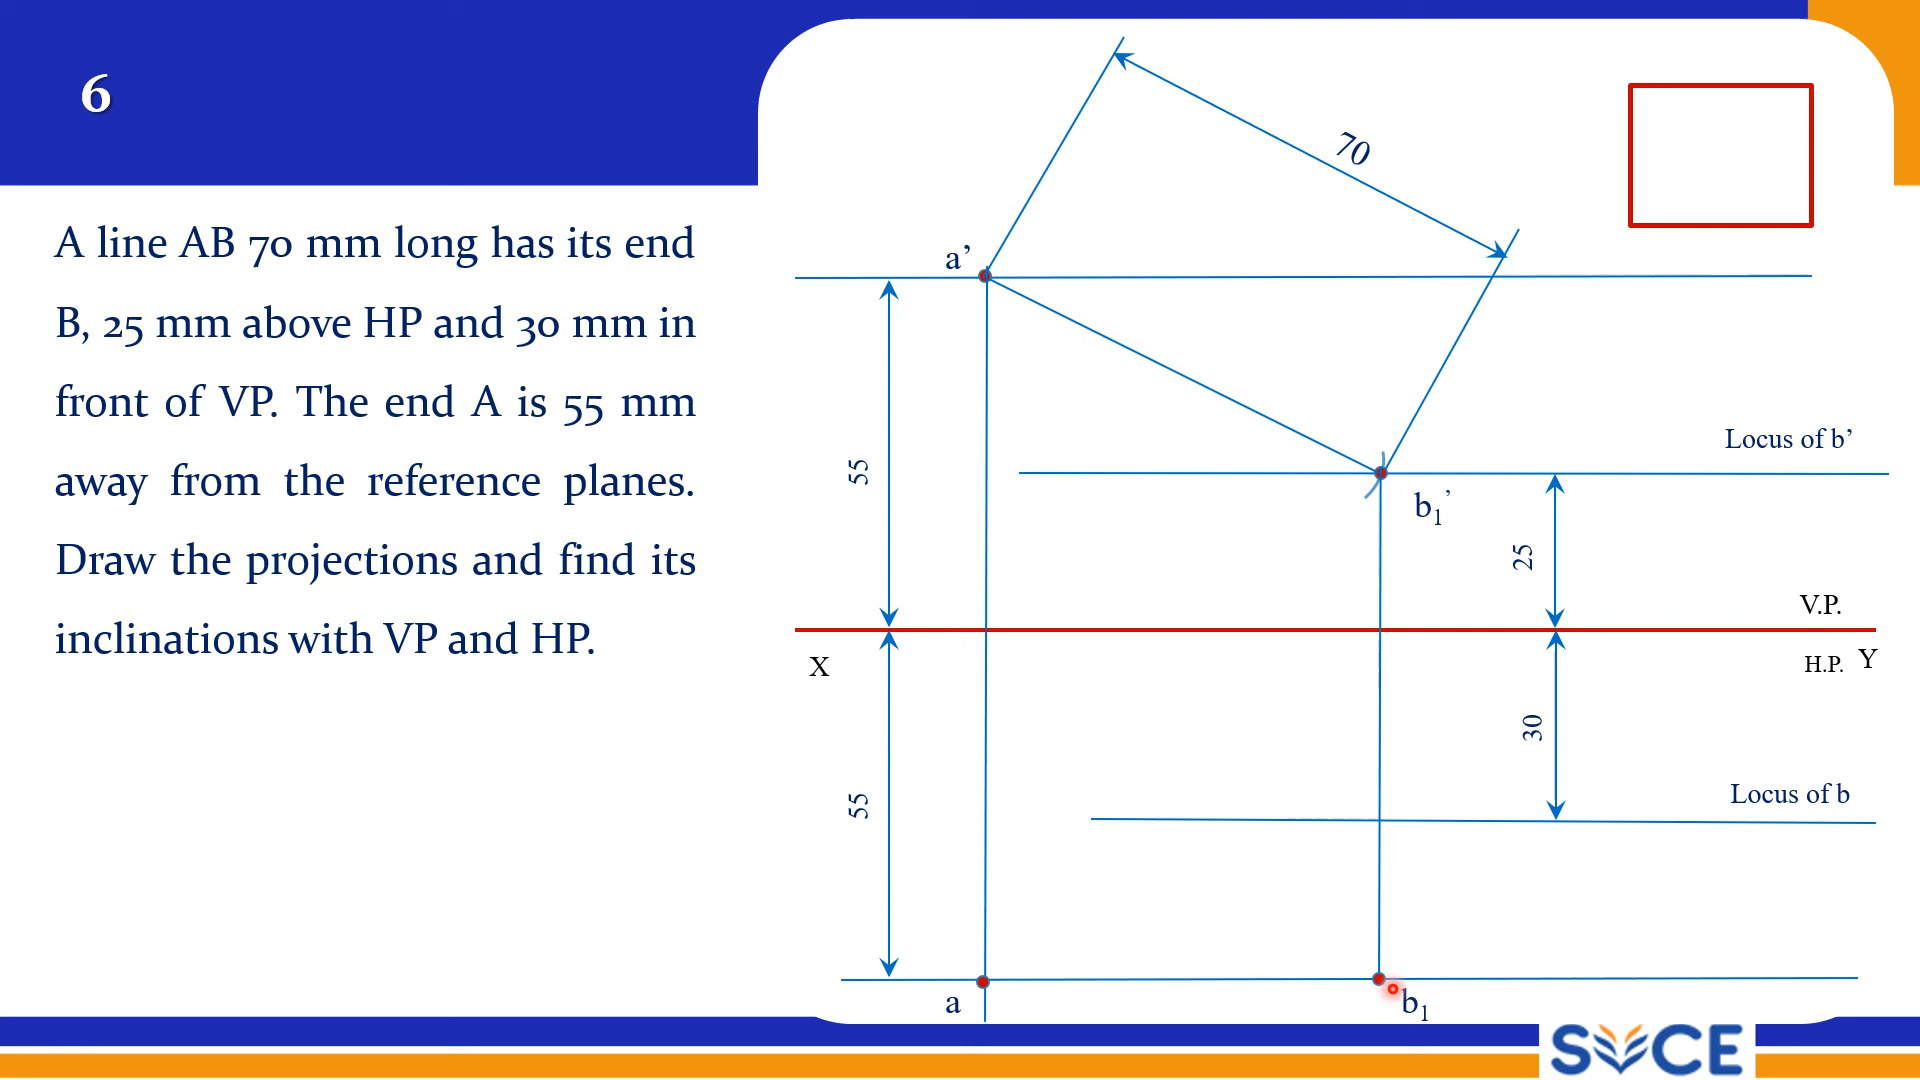 6
A line AB 70 mm long has its end
B, 25 mm above HP and 30 mm in
front of VP. The end A is 55 mm
away from the reference planes.
Draw the projections and find its
inclinations with VP and HP.
70
a’
55
Locus of b’
b₁’
25
V.P.
X
H.P. Y
30
55
Locus of b
a
b₁
SVCE